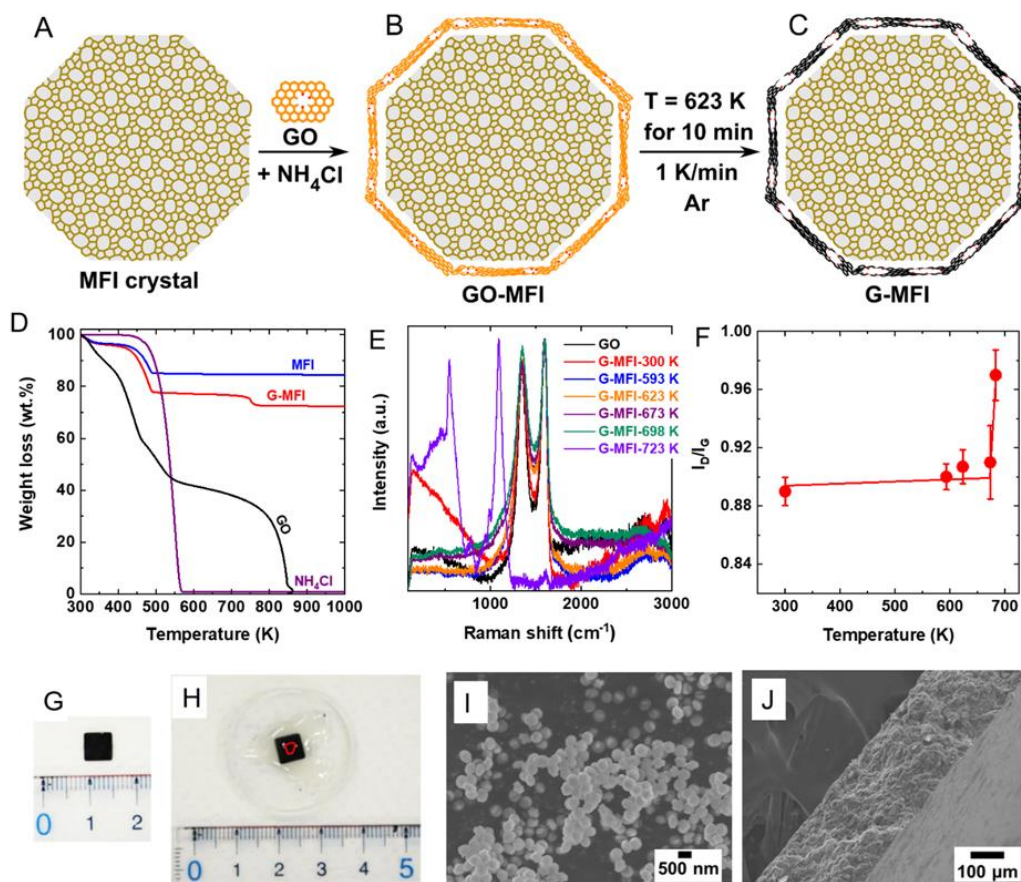 A
B
C
GO
+ NH₄Cl
T = 623 K
for 10 min
1 K/min
Ar
MFI crystal
GO-MFI
G-MFI
D
Weight loss (wt.%)
100
80
60
40
20
0
MFI
G-MFI
GO
NH₄Cl
300 400 500 600 700 800 900 1000
Temperature (K)
E
Intensity (a.u.)
GO
G-MFI-300 K
G-MFI-593 K
G-MFI-623 K
G-MFI-673 K
G-MFI-698 K
G-MFI-723 K
1000 2000 3000
Raman shift (cm⁻¹)
F
I_D/I_G
1.00
0.96
0.92
0.88
0.84
300 400 500 600 700
Temperature (K)
G
0 1 2
H
0 1 2 3 4 5
I
500 nm
J
100 µm